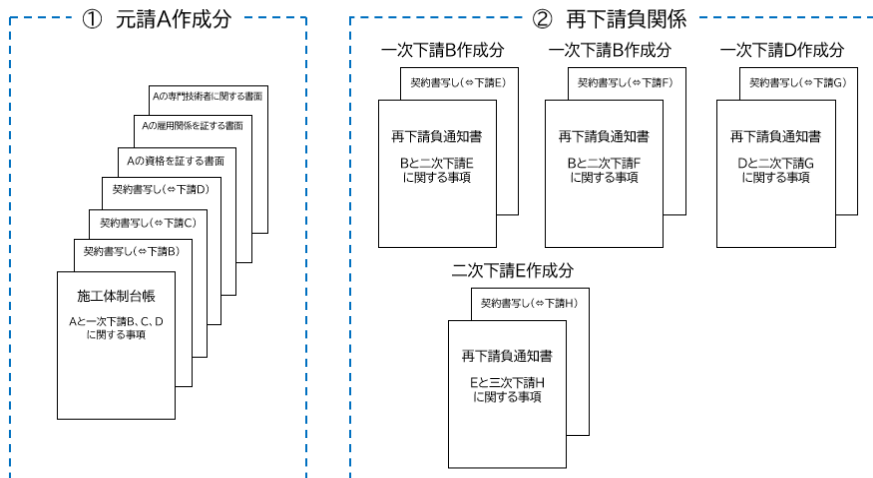 ① 元請A作成分
Aの専門技術者に関する書面
Aの雇用関係を証する書面
Aの資格を証する書面
契約書写し(⇔下請D)
契約書写し(⇔下請C)
契約書写し(⇔下請B)
施工体制台帳
Aと一次下請B、C、D
に関する事項
② 再下請負関係
一次下請B作成分
契約書写し(⇔下請E)
再下請負通知書
Bと二次下請E
に関する事項
一次下請B作成分
契約書写し(⇔下請F)
再下請負通知書
Bと二次下請F
に関する事項
一次下請D作成分
契約書写し(⇔下請G)
再下請負通知書
Dと二次下請G
に関する事項
二次下請E作成分
契約書写し(⇔下請H)
再下請負通知書
Eと三次下請H
に関する事項